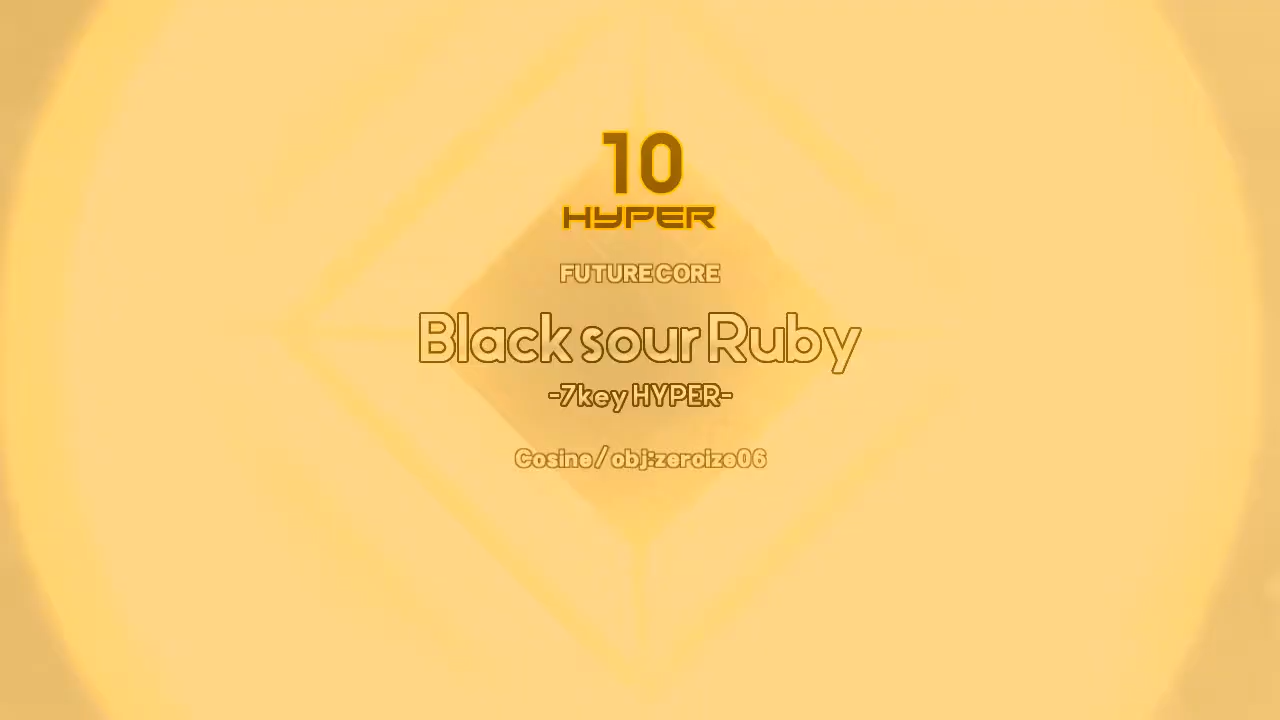 10
HYPER
FUTURE CORE
Black sour Ruby
-7key HYPER-
Cosine / obj:zeroize06